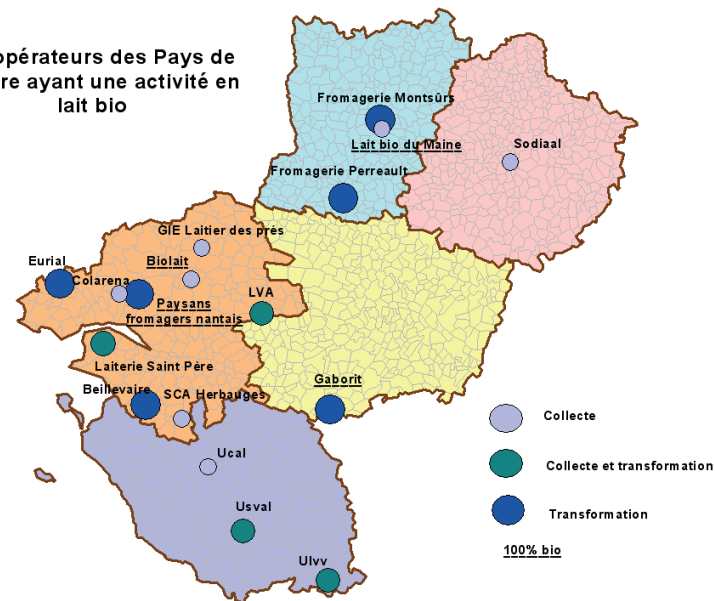 opérateurs des Pays de
re ayant une activité en
lait bio
Fromagerie Montsûrs
Lait bio du Maine
Sodiaal
Fromagerie Perreault
GIE Laitier des prés
Eurial
Biolait
Colarena
LVA
Paysans
fromagers nantais
Laiterie Saint Père
Beillevaire
SCA Herbauges
Gaborit
Collecte
Ucal
Collecte et transformation
Usval
Transformation
100% bio
Ulvv